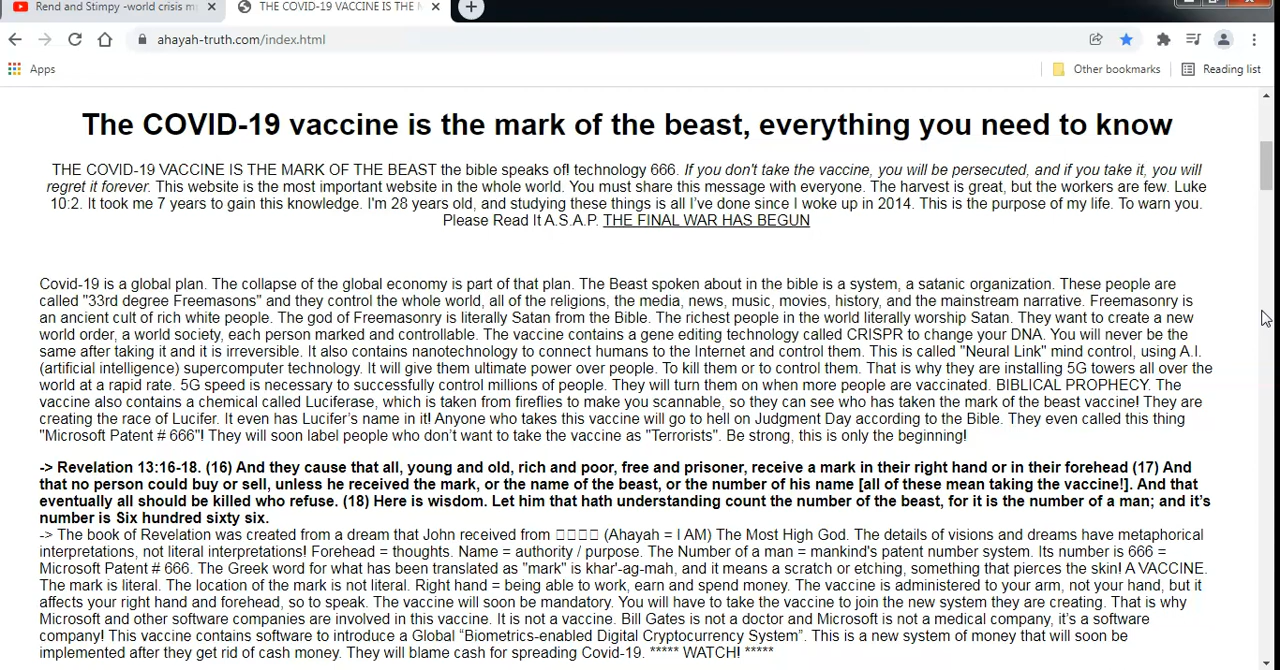 Rend and Stimpy -world crisis m
THE COVID-19 VACCINE IS THE M
ahayah-truth.com/index.html
Apps
Other bookmarks
Reading list
The COVID-19 vaccine is the mark of the beast, everything you need to know
THE COVID-19 VACCINE IS THE MARK OF THE BEAST the bible speaks of! technology 666. If you don't take the vaccine, you will be persecuted, and if you take it, you will
regret it forever. This website is the most important website in the whole world. You must share this message with everyone. The harvest is great, but the workers are few. Luke
10:2. It took me 7 years to gain this knowledge. I'm 28 years old, and studying these things is all I've done since I woke up in 2014. This is the purpose of my life. To warn you.
Please Read It A.S.A.P. THE FINAL WAR HAS BEGUN
Covid-19 is a global plan. The collapse of the global economy is part of that plan. The Beast spoken about in the bible is a system, a satanic organization. These people are
called "33rd degree Freemasons" and they control the whole world, all of the religions, the media, news, music, movies, history, and the mainstream narrative. Freemasonry is
an ancient cult of rich white people. The god of Freemasonry is literally Satan from the Bible. The richest people in the world literally worship Satan. They want to create a new
world order, a world society, each person marked and controllable. The vaccine contains a gene editing technology called CRISPR to change your DNA. You will never be the
same after taking it and it is irreversible. It also contains nanotechnology to connect humans to the Internet and control them. This is called "Neural Link" mind control, using A.I.
(artificial intelligence) supercomputer technology. It will give them ultimate power over people. To kill them or to control them. That is why they are installing 5G towers all over the
world at a rapid rate. 5G speed is necessary to successfully control millions of people. They will turn them on when more people are vaccinated. BIBLICAL PROPHECY. The
vaccine also contains a chemical called Luciferase, which is taken from fireflies to make you scannable, so they can see who has taken the mark of the beast vaccine! They are
creating the race of Lucifer. It even has Lucifer's name in it! Anyone who takes this vaccine will go to hell on Judgment Day according to the Bible. They even called this thing
"Microsoft Patent # 666"! They will soon label people who don't want to take the vaccine as "Terrorists". Be strong, this is only the beginning!
-> Revelation 13:16-18. (16) And they cause that all, young and old, rich and poor, free and prisoner, receive a mark in their right hand or in their forehead (17) And
that no person could buy or sell, unless he received the mark, or the name of the beast, or the number of his name [all of these mean taking the vaccine!]. And that
eventually all should be killed who refuse. (18) Here is wisdom. Let him that hath understanding count the number of the beast, for it is the number of a man; and it's
number is Six hundred sixty six.
-> The book of Revelation was created from a dream that John received from □□□□ (Ahayah = I AM) The Most High God. The details of visions and dreams have metaphorical
interpretations, not literal interpretations! Forehead = thoughts. Name = authority / purpose. The Number of a man = mankind's patent number system. Its number is 666 =
Microsoft Patent # 666. The Greek word for what has been translated as "mark" is khar'-ag-mah, and it means a scratch or etching, something that pierces the skin! A VACCINE.
The mark is literal. The location of the mark is not literal. Right hand = being able to work, earn and spend money. The vaccine is administered to your arm, not your hand, but it
affects your right hand and forehead, so to speak. The vaccine will soon be mandatory. You will have to take the vaccine to join the new system they are creating. That is why
Microsoft and other software companies are involved in this vaccine. It is not a vaccine. Bill Gates is not a doctor and Microsoft is not a medical company, it's a software
company! This vaccine contains software to introduce a Global "Biometrics-enabled Digital Cryptocurrency System". This is a new system of money that will soon be
implemented after they get rid of cash money. They will blame cash for spreading Covid-19. ***** WATCH! *****